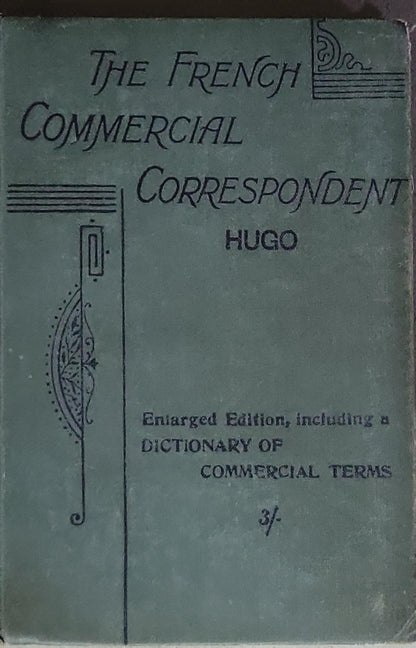 THE FRENCH
COMMERCIAL
CORRESPONDENT
HUGO
Enlarged Edition, including a
DICTIONARY OF
COMMERCIAL TERMS
3/-